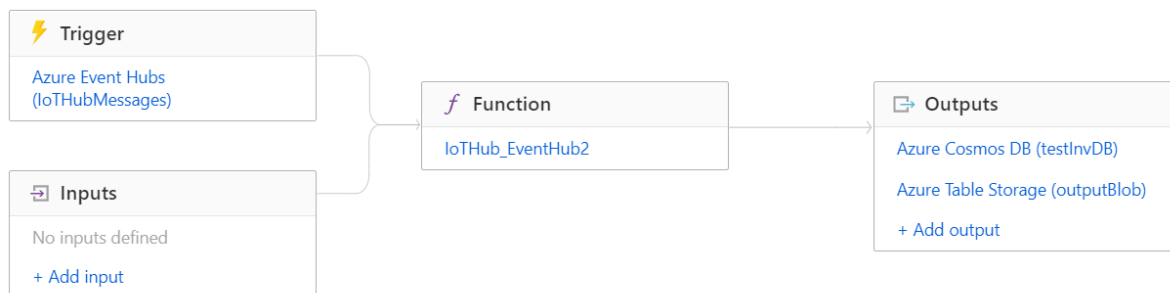 Trigger
Azure Event Hubs
(IoTHubMessages)
Inputs
No inputs defined
+ Add input
Function
IoTHub_EventHub2
Outputs
Azure Cosmos DB (testInvDB)
Azure Table Storage (outputBlob)
+ Add output